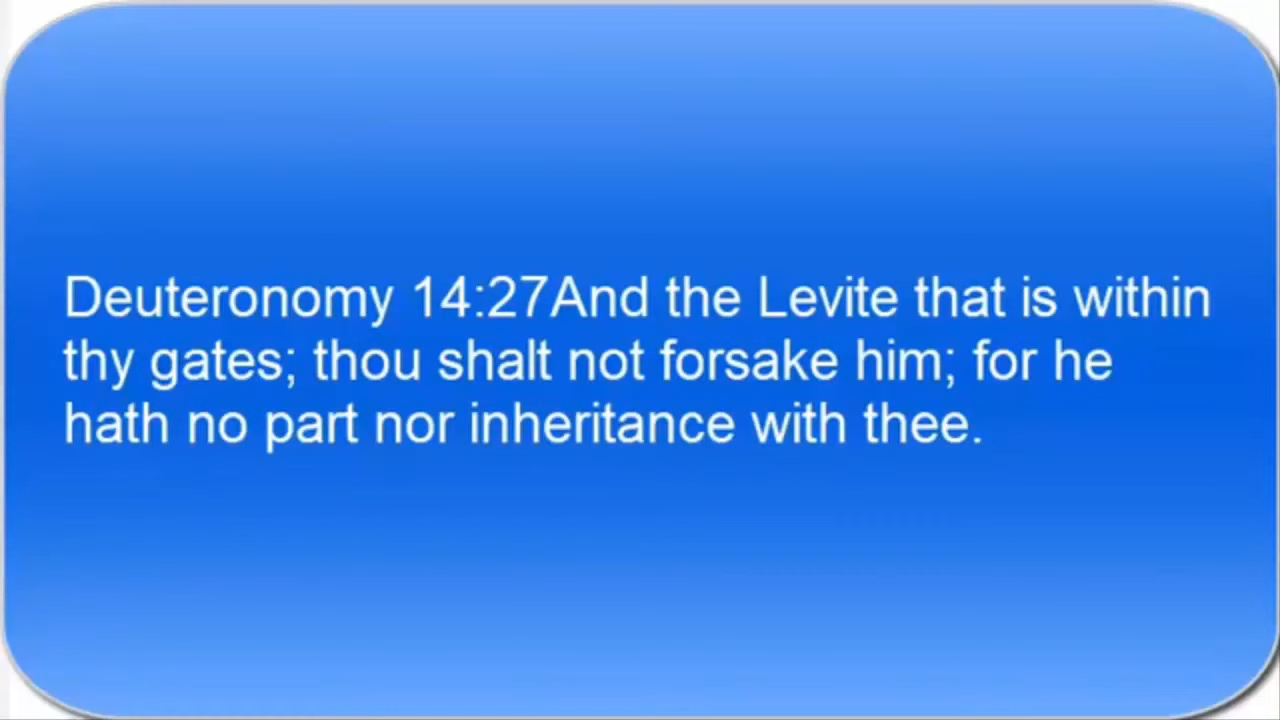 Deuteronomy 14:27And the Levite that is within
thy gates; thou shalt not forsake him; for he
hath no part nor inheritance with thee.